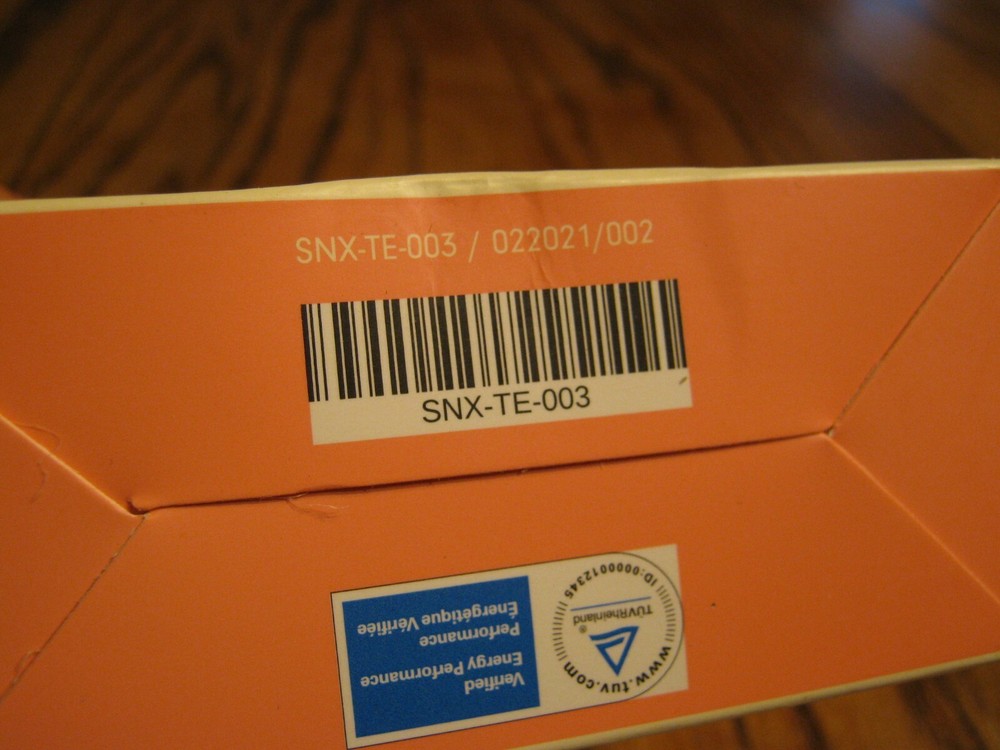 SNX-TE-003 / 022021/002
SNX-TE-003
Verified
Energy Performance
Performance
Énergétique Vérifiée
TÜVRheinland®
www.tuv.com
ID:0000012345